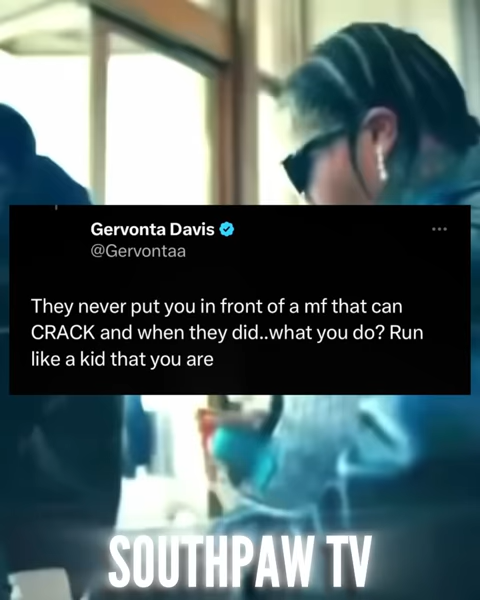 Gervonta Davis
@Gervontaa
They never put you in front of a mf that can
CRACK and when they did..what you do? Run
like a kid that you are
SOUTHPAW TV